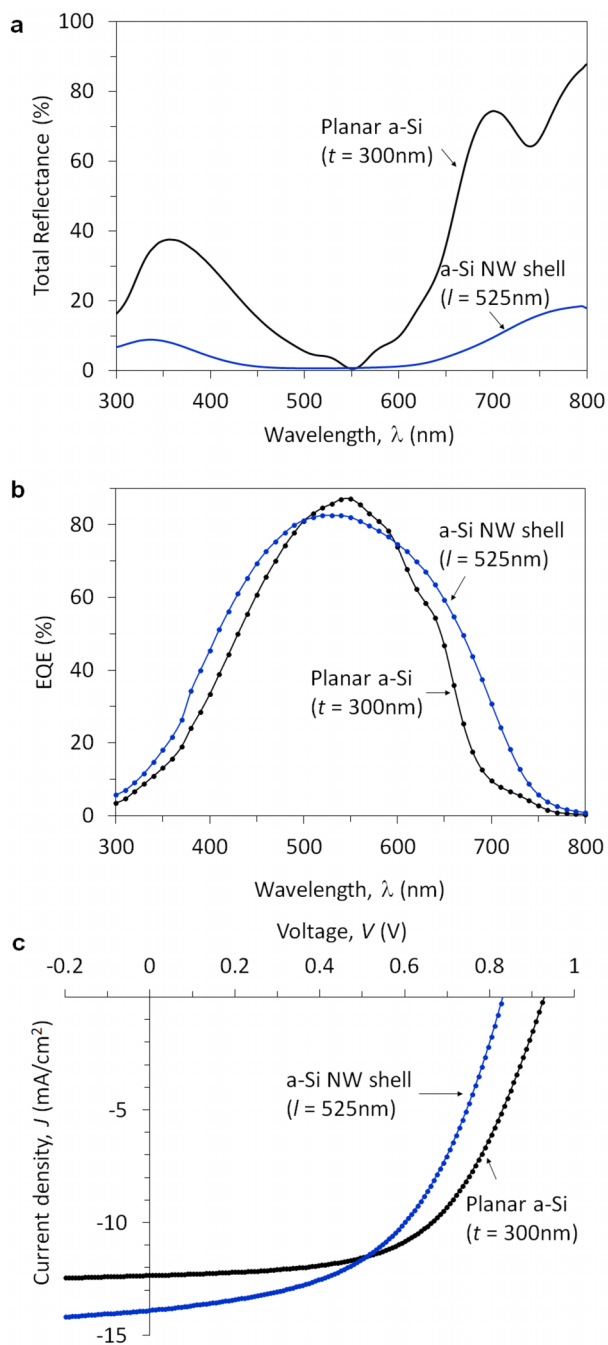 a
100
80
60
40
20
0
Total Reflectance (%)
Planar a-Si
(t = 300nm)
a-Si NW shell
(l = 525nm)
300 400 500 600 700 800
Wavelength, λ (nm)
b
80
60
40
20
0
EQE (%)
a-Si NW shell
(l = 525nm)
Planar a-Si
(t = 300nm)
300 400 500 600 700 800
Wavelength, λ (nm)
c
Voltage, V (V)
-0.2 0 0.2 0.4 0.6 0.8 1
a-Si NW shell
(l = 525nm)
Planar a-Si
(t = 300nm)
-5
-10
-15
Current density, J (mA/cm²)